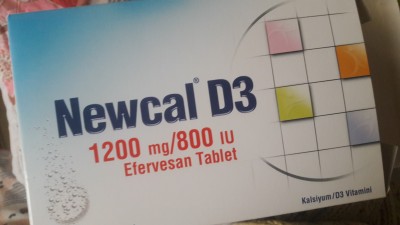 Newcal® D3
1200 mg/800 IU
Efervesan Tablet
Kalsiyum/D3 Vitamini